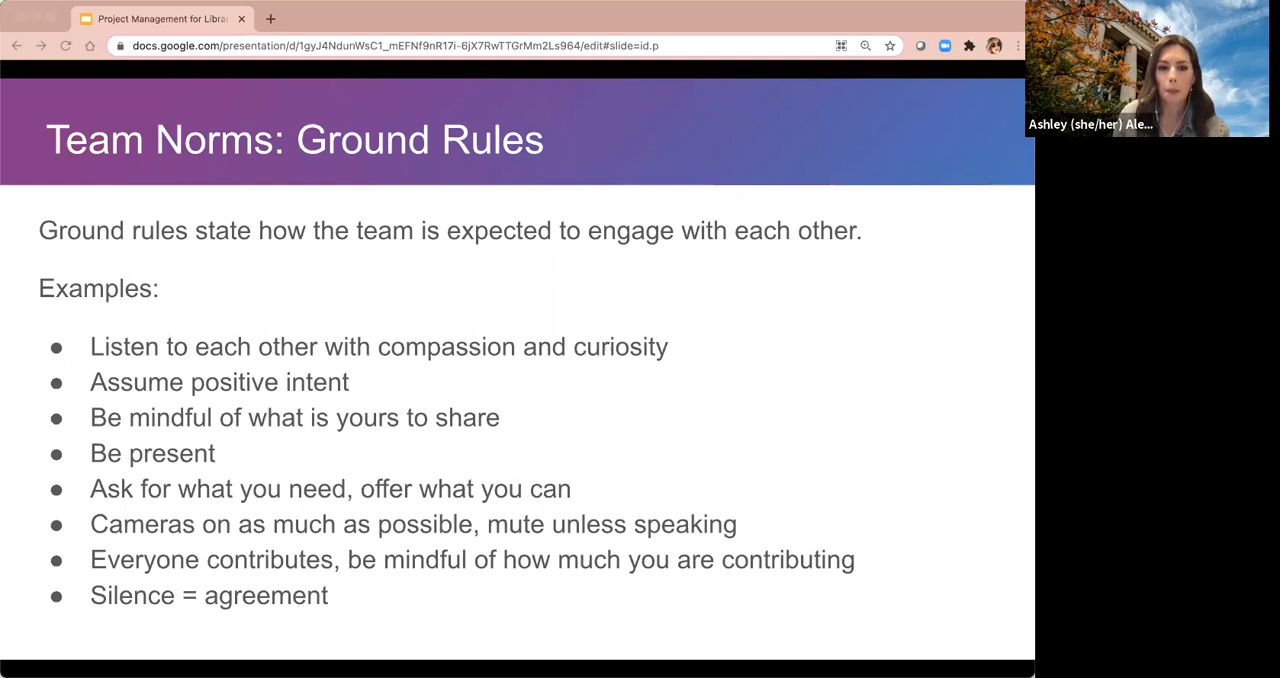 Project Management for Libra
docs.google.com/presentation/d/1gyJ4NdunWsC1_mEFNf9nR17i-6jX7RwTTGrMm2Ls964/edit#slide=id.p
Ashley (she/her) Ale...
Team Norms: Ground Rules
Ground rules state how the team is expected to engage with each other.
Examples:
● Listen to each other with compassion and curiosity
● Assume positive intent
● Be mindful of what is yours to share
● Be present
● Ask for what you need, offer what you can
● Cameras on as much as possible, mute unless speaking
● Everyone contributes, be mindful of how much you are contributing
● Silence = agreement